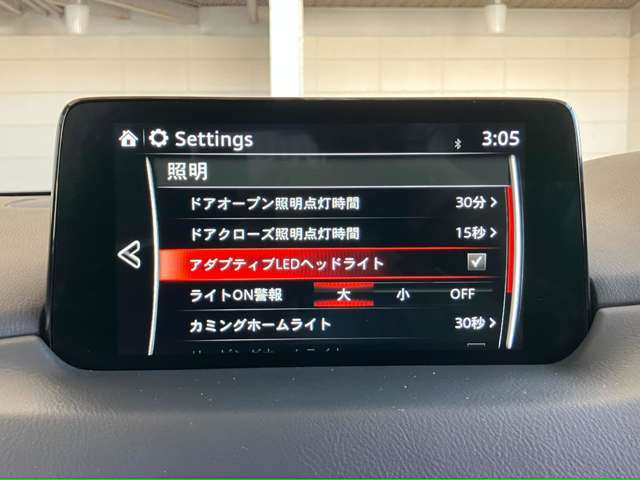 Settings 3:05
照明
ドアオープン照明点灯時間 30分
ドアクローズ照明点灯時間 15秒
アダプティブLEDヘッドライト
ライトON警報 大 小 OFF
カミングホームライト 30秒